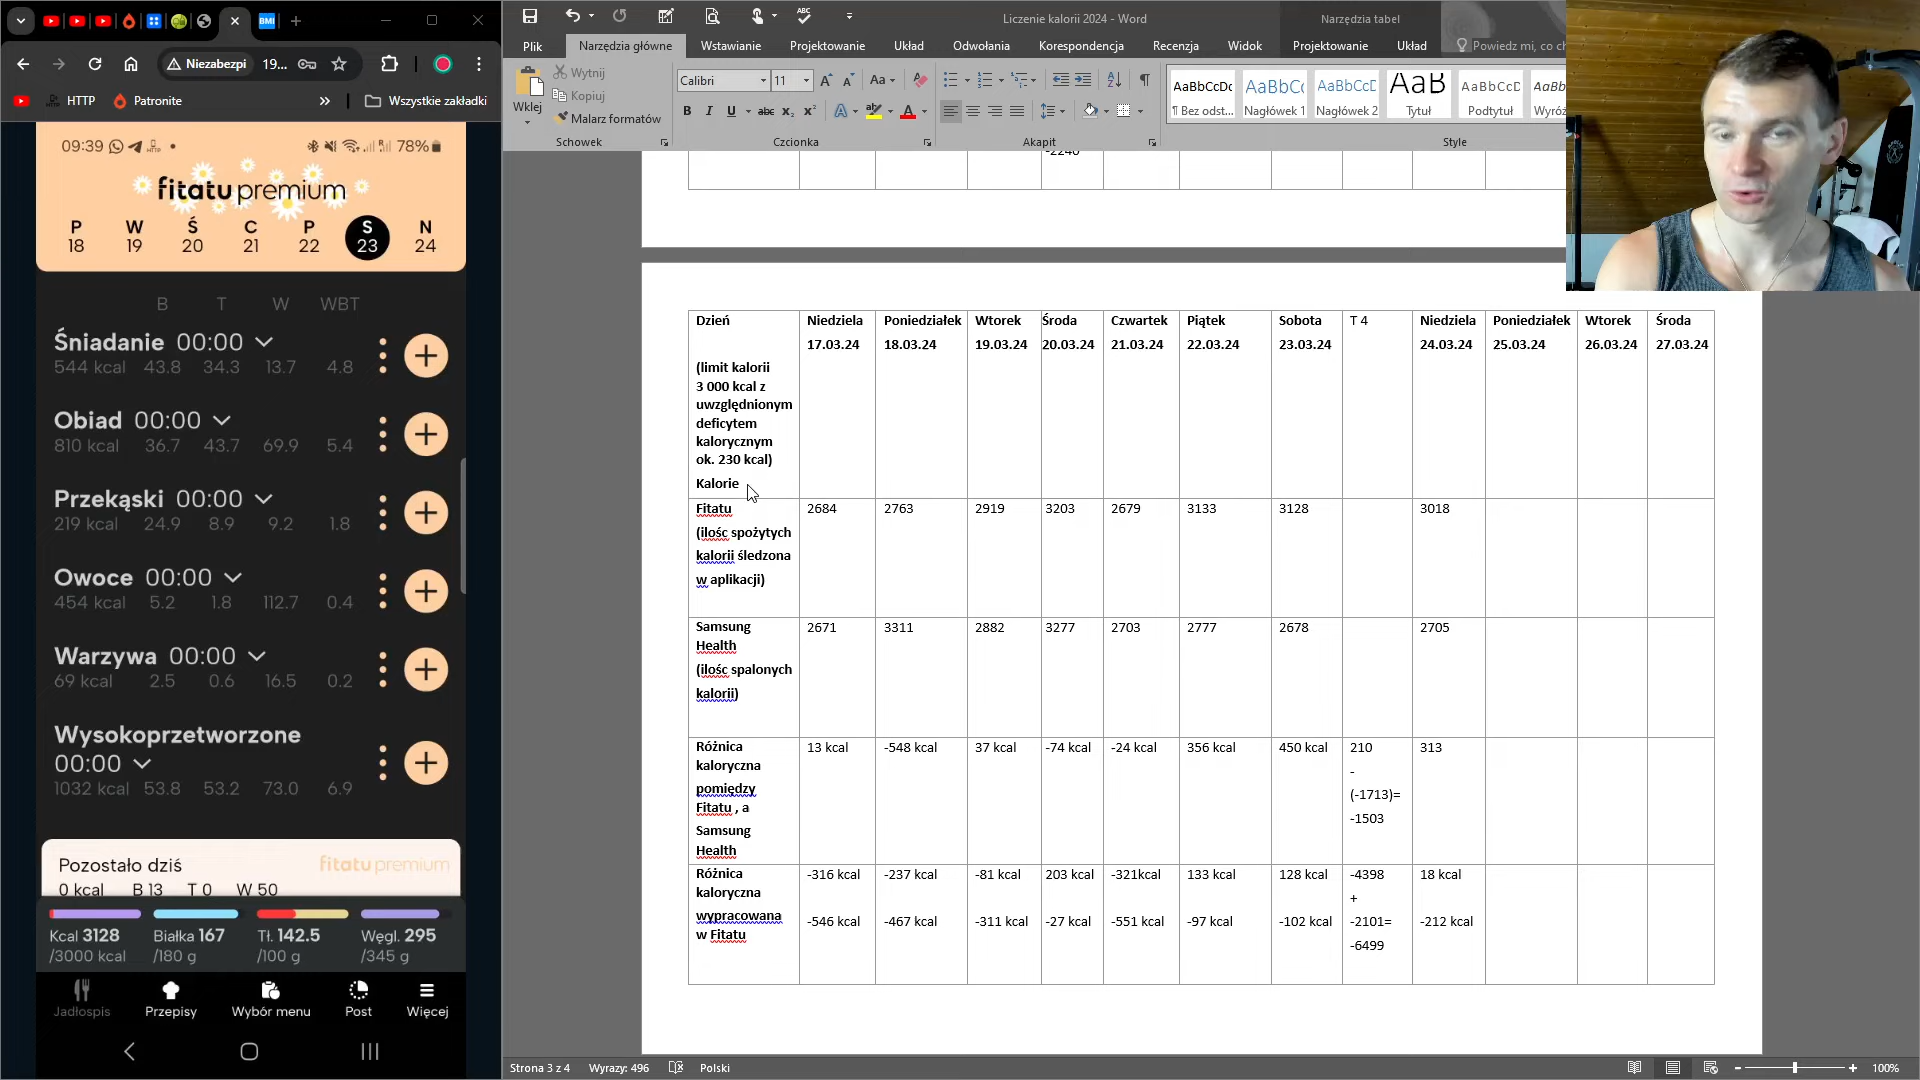 Liczenie kalorii 2024 - Word
Narzędzia tabel
Plik
Narzędzia główne
Wstawianie
Projektowanie
Układ
Odwołania
Korespondencja
Recenzja
Widok
Projektowanie
Układ
Powiedz mi, co ch
Niezabezpi
19...
HTTP
Patronite
Wszystkie zakładki
BMI
Wklej
Wytnij
Kopiuj
Malarz formatów
Schowek
Calibri
11
Czcionka
Akapit
AaBbCcDc
AaBbCc
AaBbCcD
AaB
AaBbCcD
AaBb
¶ Bez odst...
Nagłówek 1
Nagłówek 2
Tytuł
Podtytuł
Wyróż
Style
09:39
78%
fitatu premium
P W Ś C P S N
18 19 20 21 22 23 24
B T W WBT
Śniadanie 00:00
544 kcal 43.8 34.3 13.7 4.8
Obiad 00:00
810 kcal 36.7 43.7 69.9 5.4
Przekąski 00:00
219 kcal 24.9 8.9 9.2 1.8
Owoce 00:00
454 kcal 5.2 1.8 112.7 0.4
Warzywa 00:00
69 kcal 2.5 0.6 16.5 0.2
Wysokoprzetworzone
00:00
1032 kcal 53.8 53.2 73.0 6.9
Pozostało dziś
fitatu premium
0 kcal B 13 T 0 W 50
Kcal 3128 Białka 167 Tł. 142.5 Węgl. 295
/3000 kcal /180 g /100 g /345 g
Jadłospis Przepisy Wybór menu Post Więcej
-2240
Dzień Niedziela Poniedziałek Wtorek Środa Czwartek Piątek Sobota T 4 Niedziela Poniedziałek Wtorek Środa
17.03.24 18.03.24 19.03.24 20.03.24 21.03.24 22.03.24 23.03.24 24.03.24 25.03.24 26.03.24 27.03.24
(limit kalorii
3 000 kcal z
uwzględnionym
deficytem
kalorycznym
ok. 230 kcal)
Kalorie
Fitatu 2684 2763 2919 3203 2679 3133 3128 3018
(ilośc spożytych
kalorii śledzona
w aplikacji)
Samsung 2671 3311 2882 3277 2703 2777 2678 2705
Health
(ilośc spalonych
kalorii)
Różnica 13 kcal -548 kcal 37 kcal -74 kcal -24 kcal 356 kcal 450 kcal 210 313
kaloryczna -
pomiędzy (-1713)=
Fitatu , a -1503
Samsung
Health
Różnica -316 kcal -237 kcal -81 kcal 203 kcal -321kcal 133 kcal 128 kcal -4398 18 kcal
kaloryczna +
wypracowana -546 kcal -467 kcal -311 kcal -27 kcal -551 kcal -97 kcal -102 kcal -2101= -212 kcal
w Fitatu -6499
Strona 3 z 4 Wyrazy: 496 Polski 100%